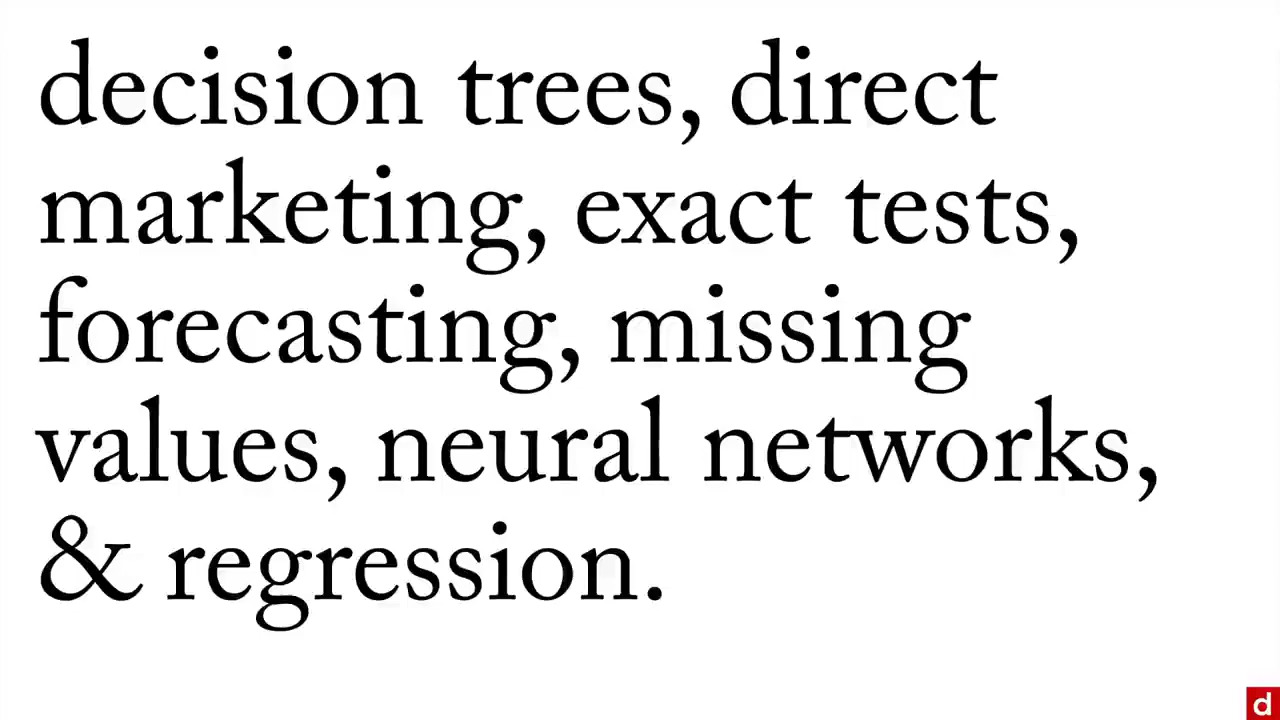 decision trees, direct
marketing, exact tests,
forecasting, missing
values, neural networks,
& regression.
d